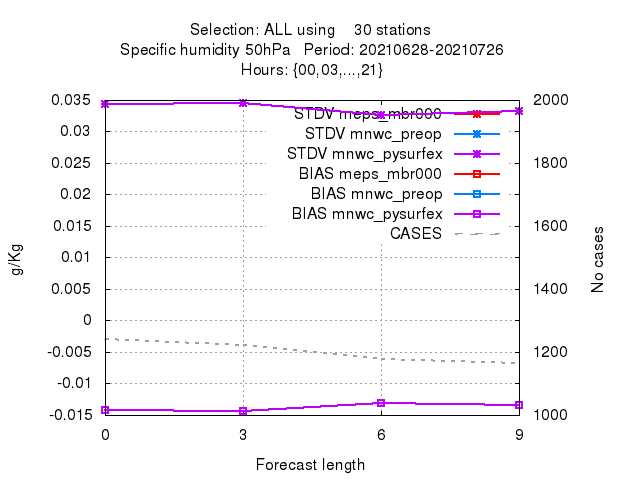 Selection: ALL using 30 stations
Specific humidity 50hPa Period: 20210628-20210726
Hours: {00,03,...,21}
0.035 2000
STDV meps_mbr000
0.03
STDV mnwc_preop
STDV mnwc_pysurfex
0.025 1800
BIAS meps_mbr000
0.02
BIAS mnwc_preop
BIAS mnwc_pysurfex
0.015 1600
CASES
0.01
0.005 1400
0
-0.005 1200
-0.01
-0.015 1000
g/Kg
No cases
0 3 6 9
Forecast length